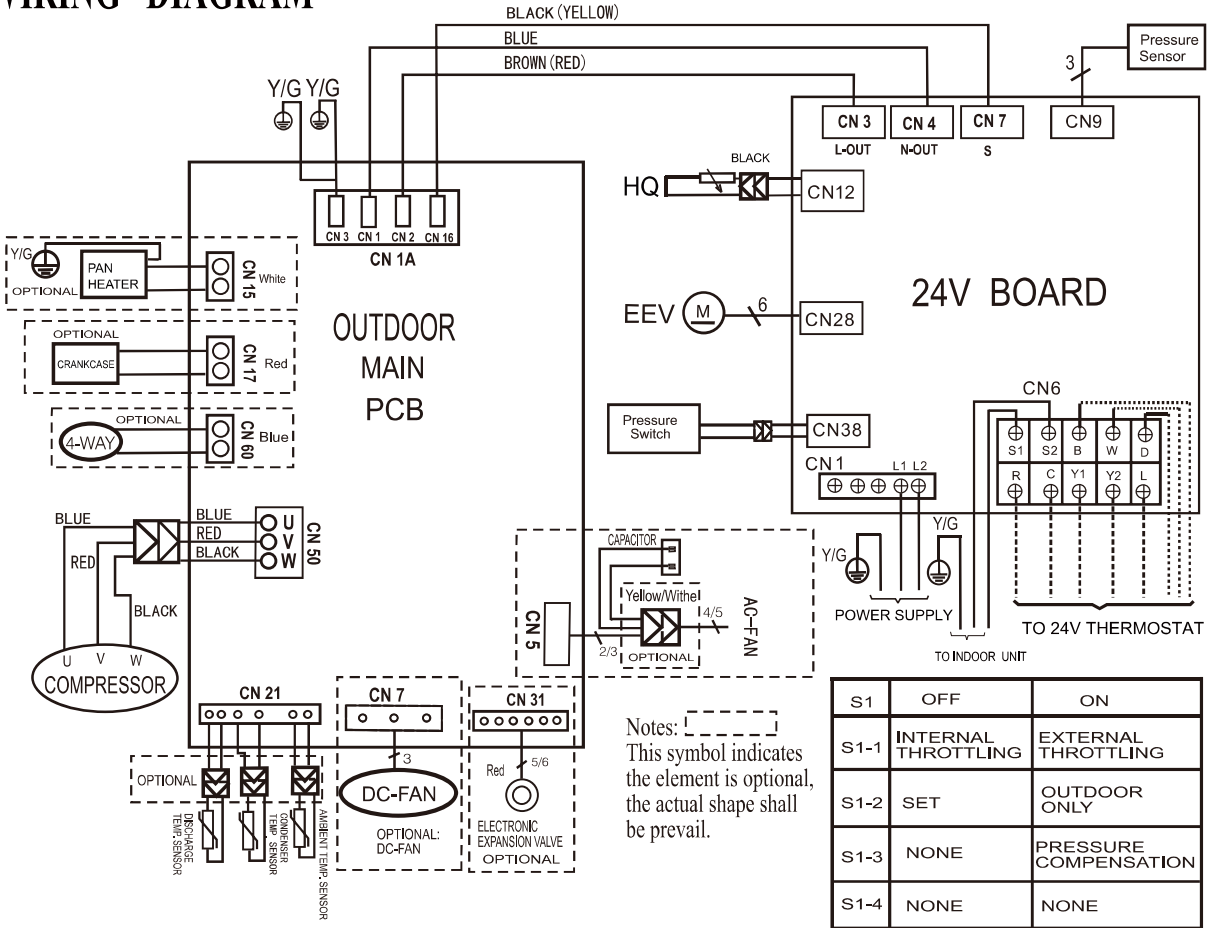 WIRING DIAGRAM
BLACK(YELLOW)
BLUE
BROWN(RED)
Pressure
Sensor
3
Y/G Y/G
CN 3
L-OUT
CN 4
N-OUT
CN 7
S
CN9
BLACK
HQ
CN12
CN 3 CN 1 CN 2 CN 16
CN 1A
Y/G
OPTIONAL
PAN
HEATER
CN 15
White
OUTDOOR
MAIN
PCB
24V BOARD
EEV
M
6
CN28
OPTIONAL
CRANKCASE
CN 17
Red
OPTIONAL
4-WAY
CN 60
Blue
Pressure
Switch
CN38
CN1
L1 L2
CN6
S1 S2 B W D
R C Y1 Y2 L
BLUE
RED
BLACK
BLUE
RED
BLACK
U
V
W
CN 50
U V W
COMPRESSOR
CAPACITOR
Yellow/Withe
4/5
AC-FAN
CN 5
2/3
OPTIONAL
Y/G
Y/G
POWER SUPPLY
TO INDOOR UNIT
TO 24V THERMOSTAT
CN 21
CN 7
CN 31
OPTIONAL
DISCHARGE
TEMP.SENSOR
CONDENSER
TEMP. SENSOR
AMBIENT TEMP.SENSOR
3
DC-FAN
OPTIONAL:
DC-FAN
Red
5/6
ELECTRONIC
EXPANSION VALVE
OPTIONAL
Notes:
This symbol indicates
the element is optional,
the actual shape shall
be prevail.
S1 OFF ON
S1-1 INTERNAL THROTTLING EXTERNAL THROTTLING
S1-2 SET OUTDOOR ONLY
S1-3 NONE PRESSURE COMPENSATION
S1-4 NONE NONE